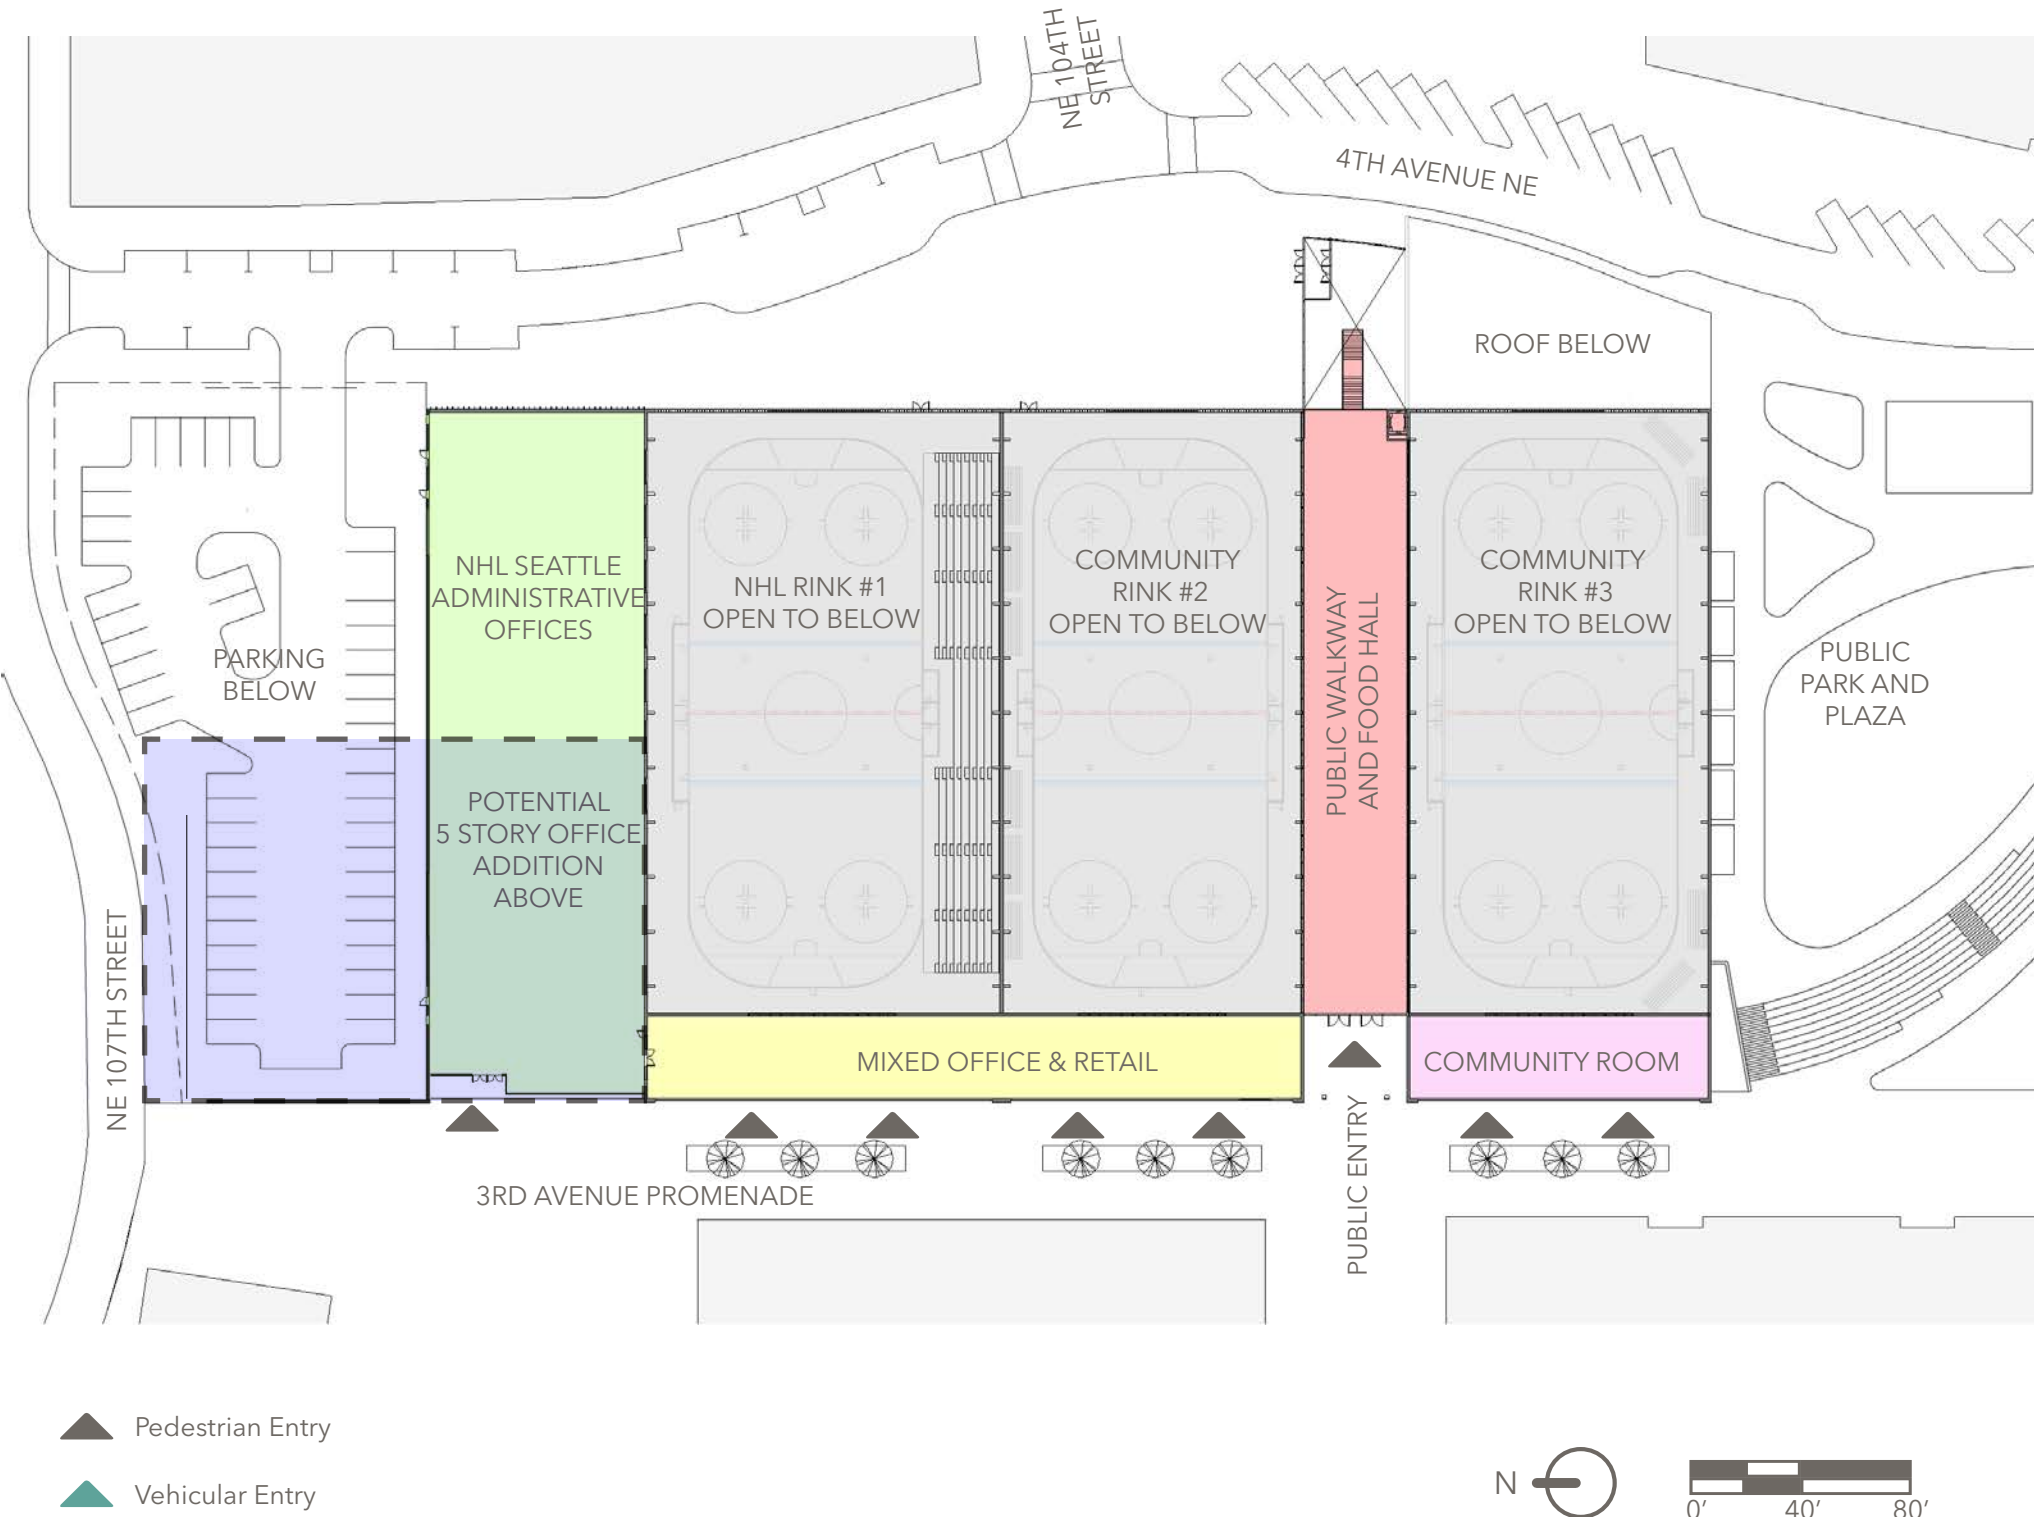 NE 104TH
STREET
4TH AVENUE NE
ROOF BELOW
NHL SEATTLE
ADMINISTRATIVE
OFFICES
NHL RINK #1
OPEN TO BELOW
COMMUNITY
RINK #2
OPEN TO BELOW
PUBLIC WALKWAY
AND FOOD HALL
COMMUNITY
RINK #3
OPEN TO BELOW
PARKING
BELOW
PUBLIC
PARK AND
PLAZA
POTENTIAL
5 STORY OFFICE
ADDITION
ABOVE
NE 107TH STREET
MIXED OFFICE & RETAIL
COMMUNITY ROOM
PUBLIC ENTRY
3RD AVENUE PROMENADE
Pedestrian Entry
Vehicular Entry
N
0' 40' 80'